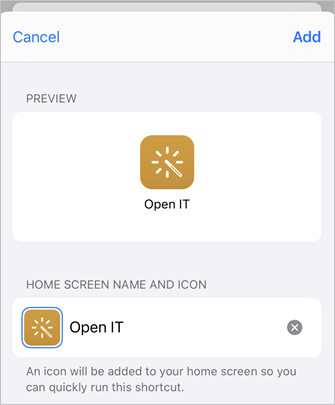 Cancel Add
PREVIEW
Open IT
HOME SCREEN NAME AND ICON
Open IT
An icon will be added to your home screen so you
can quickly run this shortcut.